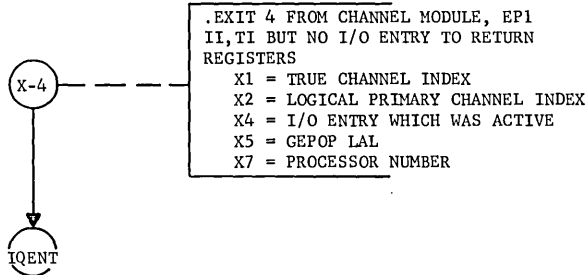 .EXIT 4 FROM CHANNEL MODULE, EP1
II,TI BUT NO I/O ENTRY TO RETURN
REGISTERS
X1 = TRUE CHANNEL INDEX
X2 = LOGICAL PRIMARY CHANNEL INDEX
X4 = I/O ENTRY WHICH WAS ACTIVE
X5 = GEPOP LAL
X7 = PROCESSOR NUMBER
X-4
IQENT